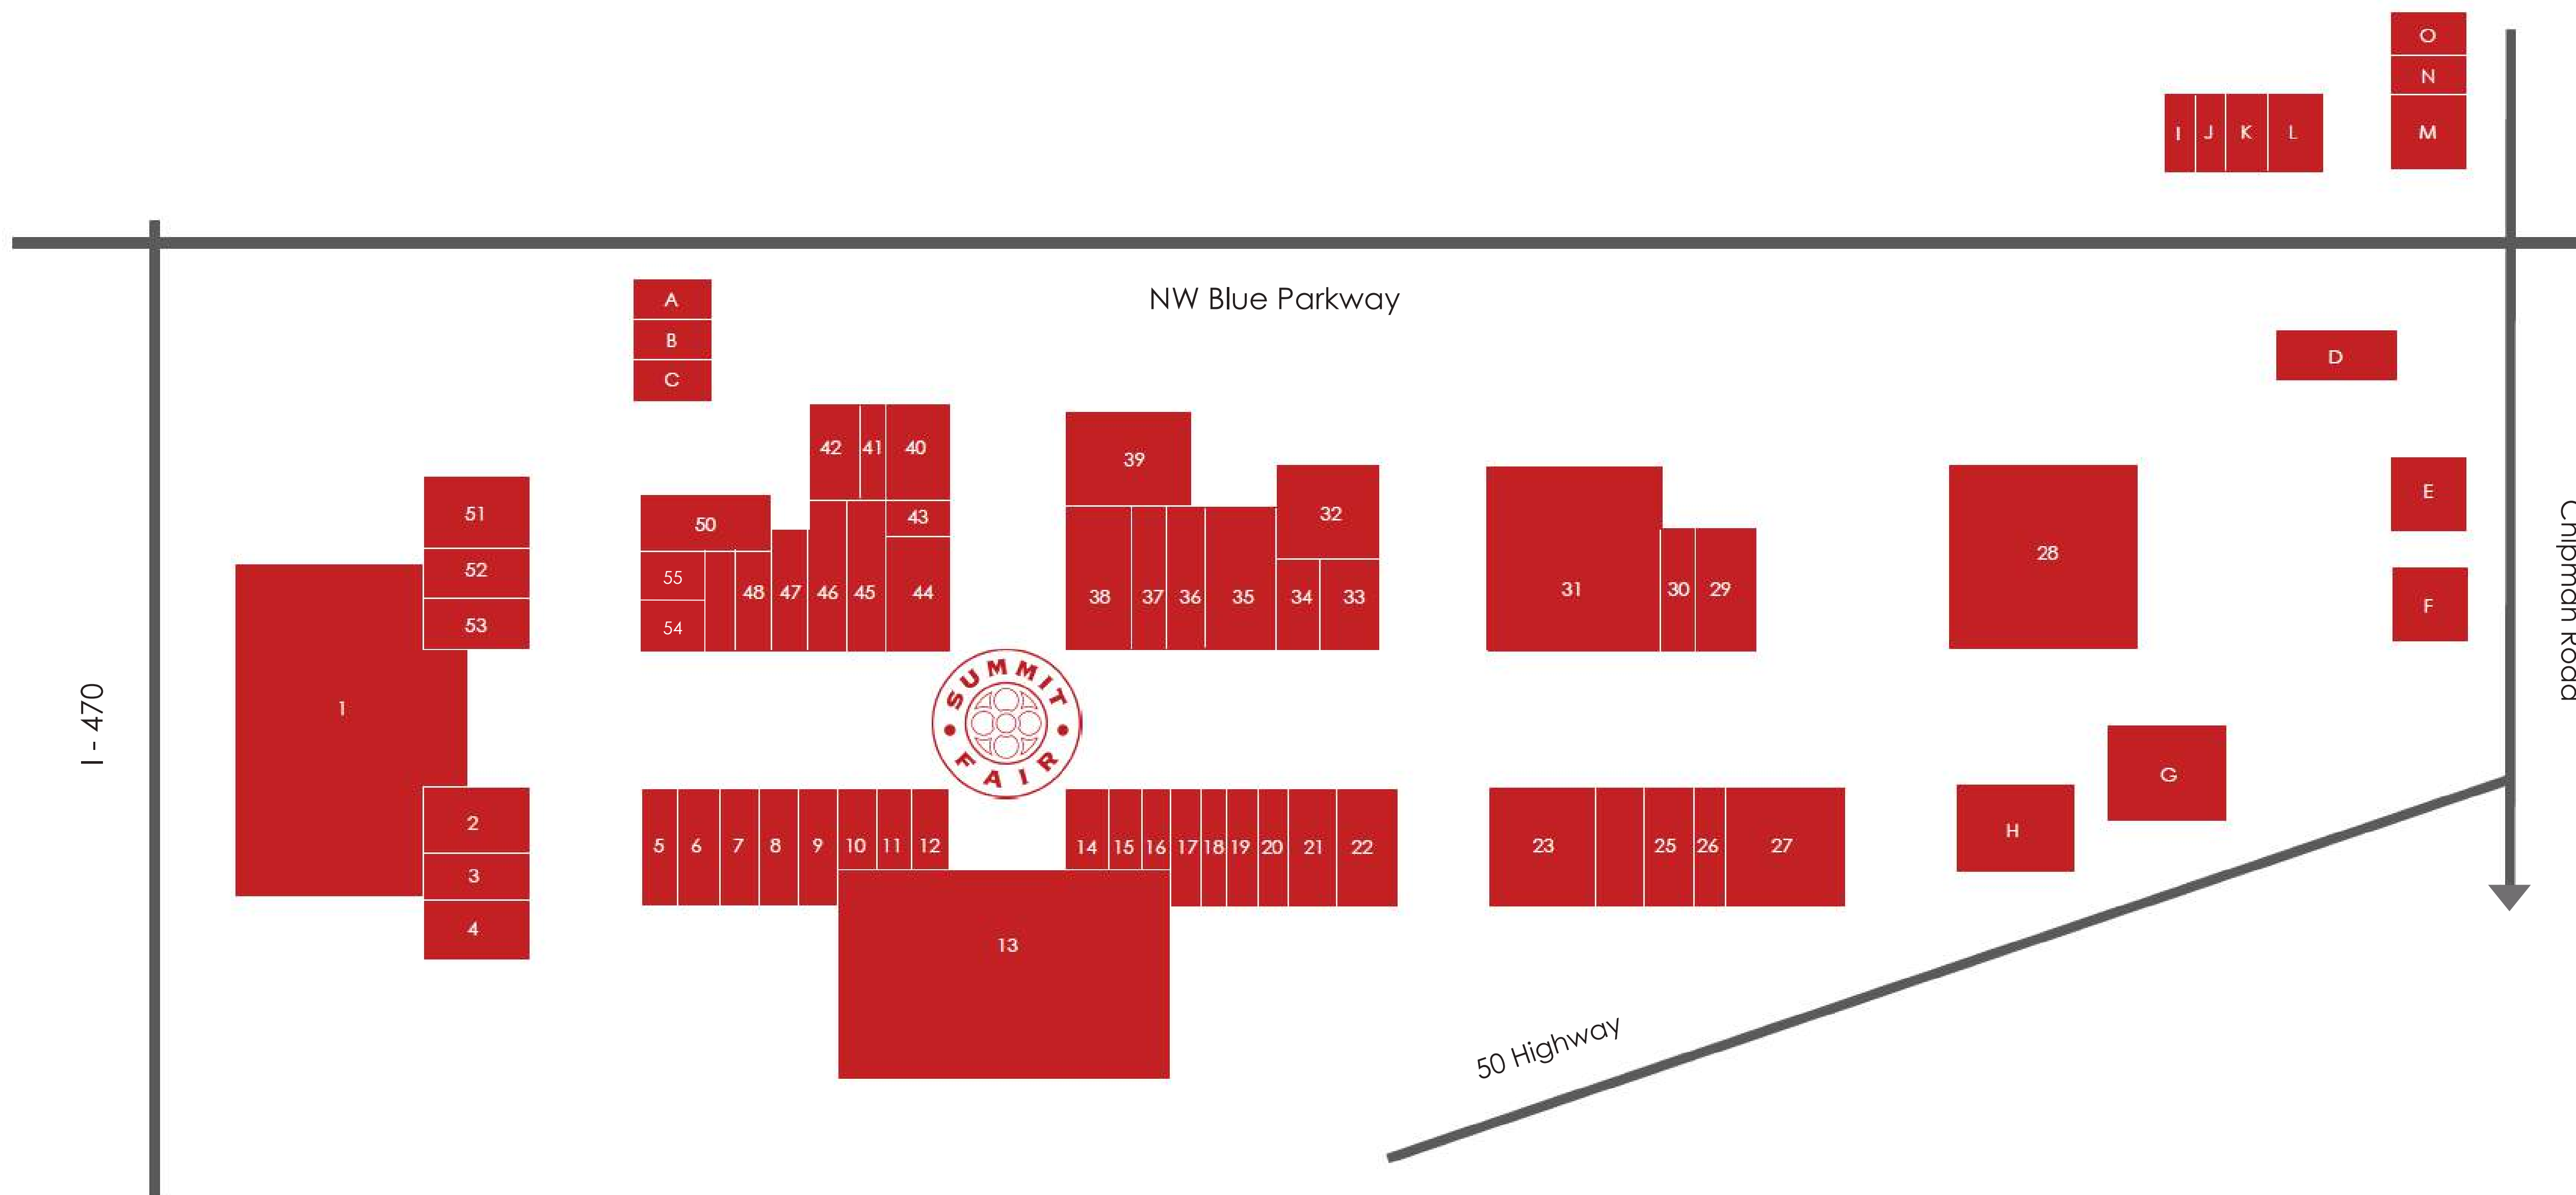 O
N
I J K L M
NW Blue Parkway
A
B
C
D
E
F
Chipman Road
42 41 40
39
32
51
50
43
52
55
48 47 46 45 44
38 37 36 35 34 33
31 30 29
28
53
54
I - 470
1
SUMMIT
FAIR
2
3
4
5 6 7 8 9 10 11 12
14 15 16 17 18 19 20 21 22
23 25 26 27
H
G
13
50 Highway